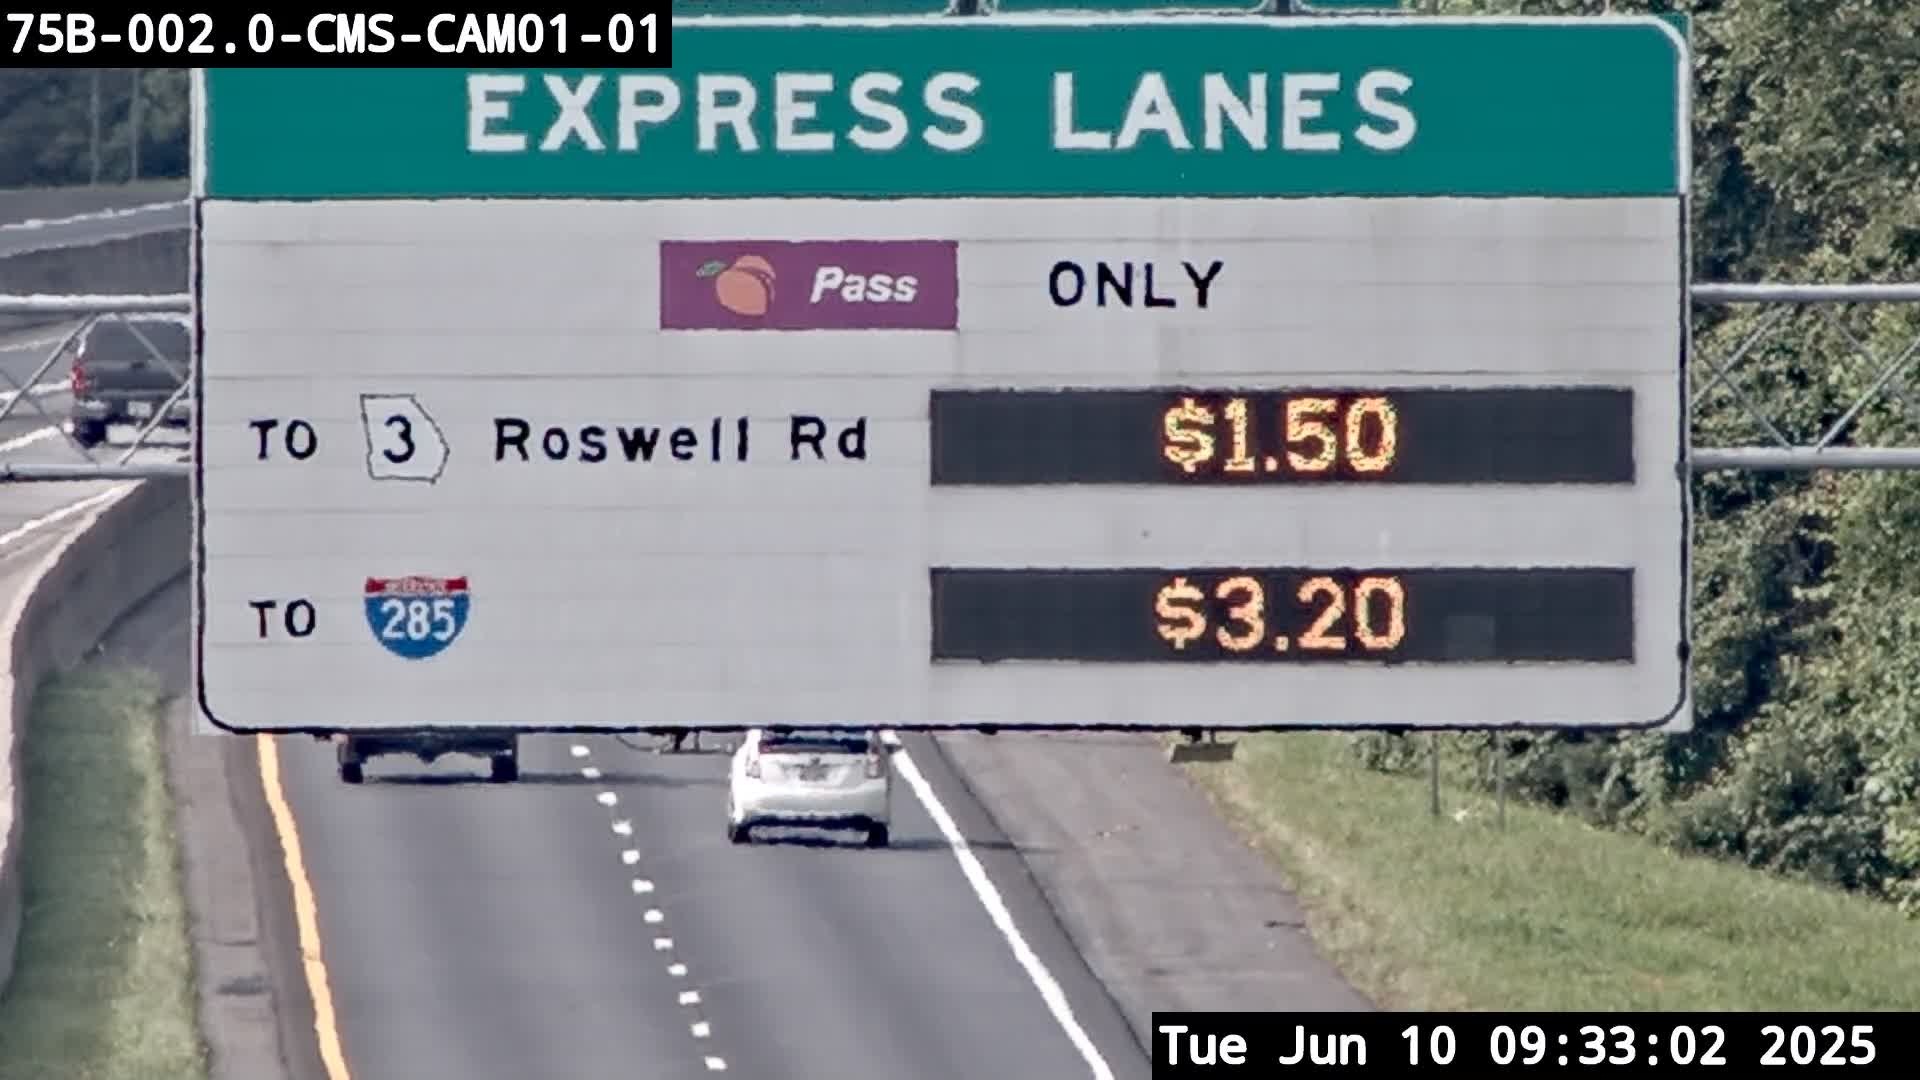 75B-002.0-CMS-CAM01-01
EXPRESS LANES
Pass ONLY
TO 3 Roswell Rd $1.50
TO 285 $3.20
Tue Jun 10 09:33:02 2025